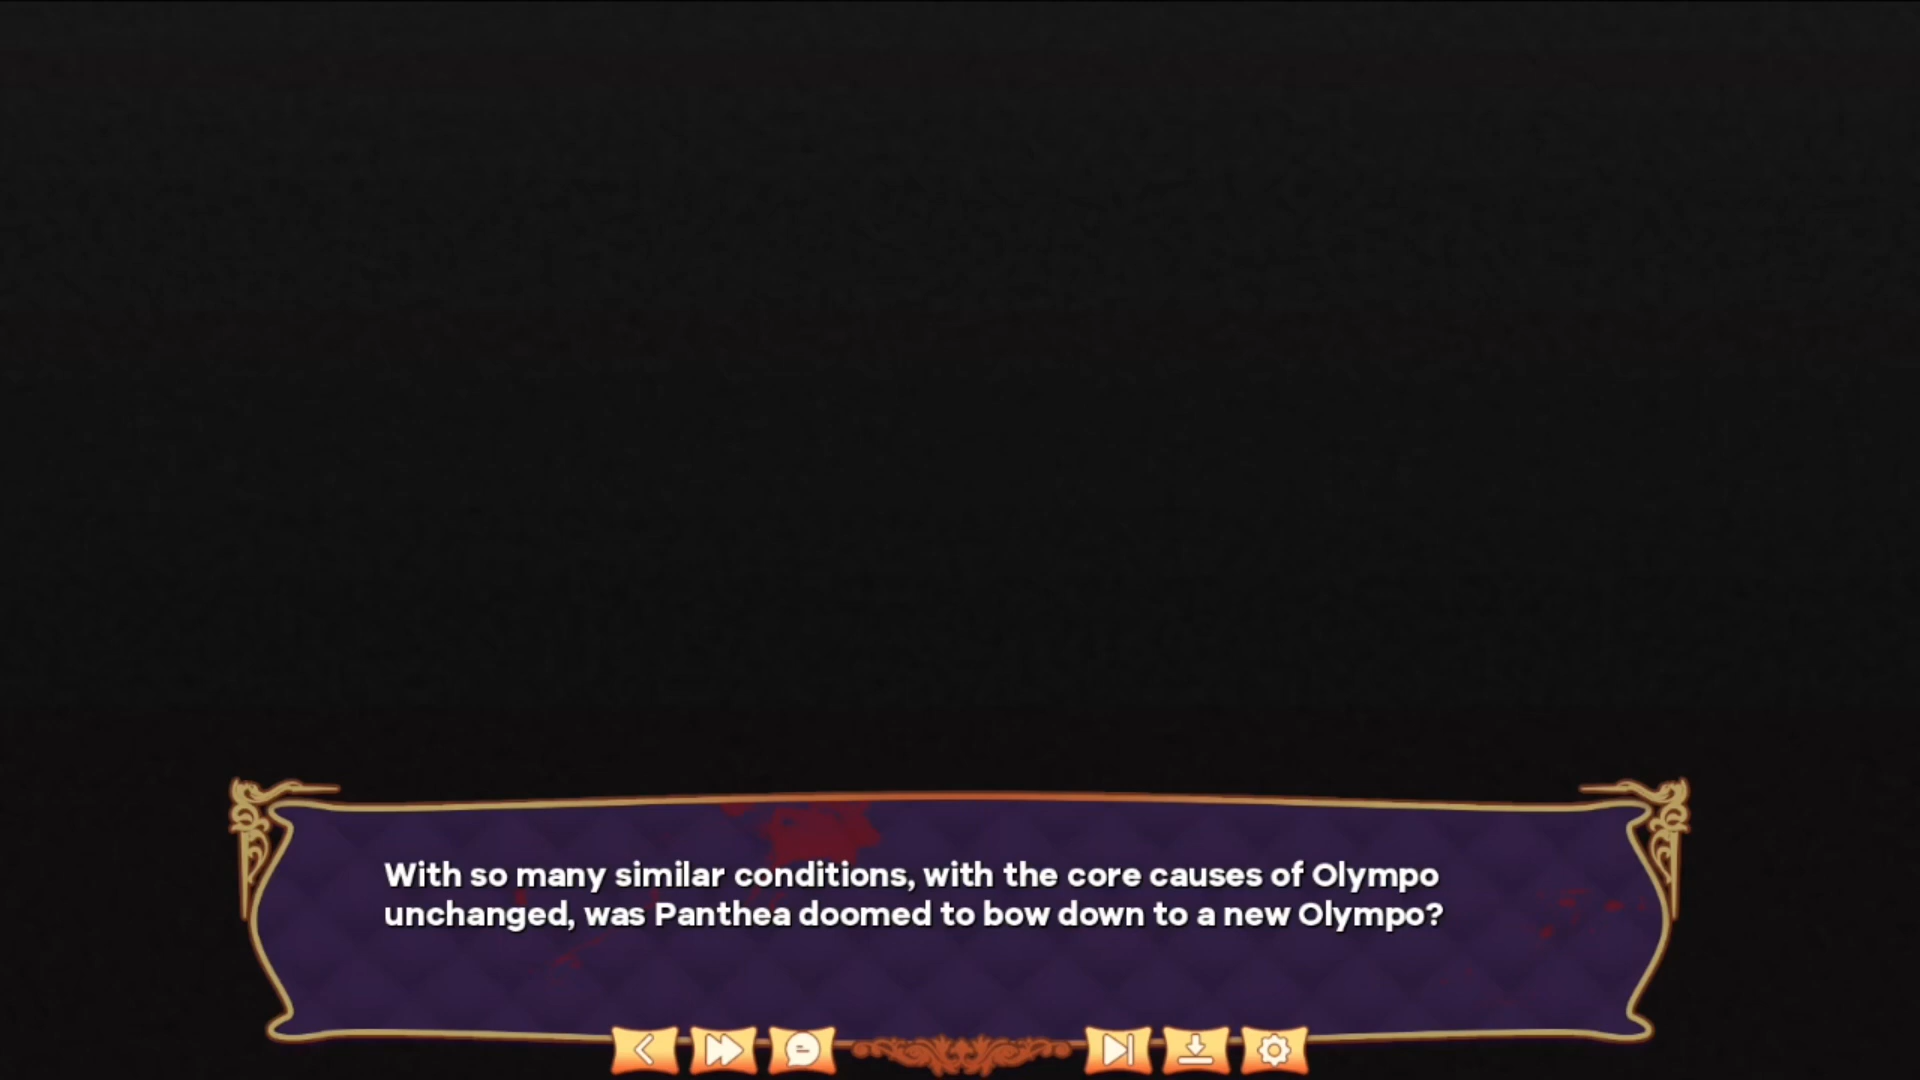 With so many similar conditions, with the core causes of Olympo
unchanged, was Panthea doomed to bow down to a new Olympo?